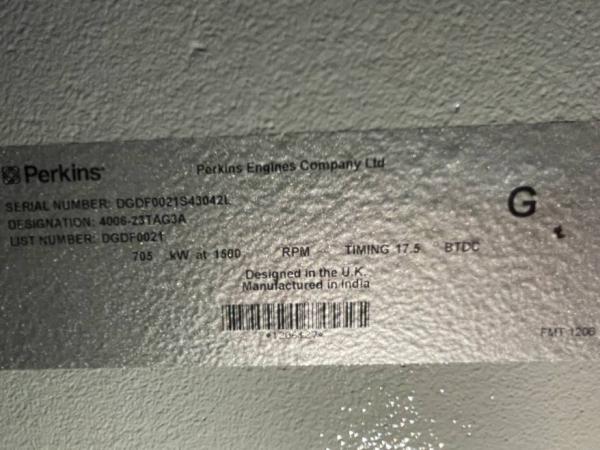 Perkins
Perkins Engines Company Ltd
SERIAL NUMBER: DGDF0021S43042L
DESIGNATION: 4006-23TAG3A
LIST NUMBER: DGDF0021
G
705 kW at 1500 RPM TIMING 17.5 ° BTDC
Designed in the U.K.
Manufactured in India
FMT 1206